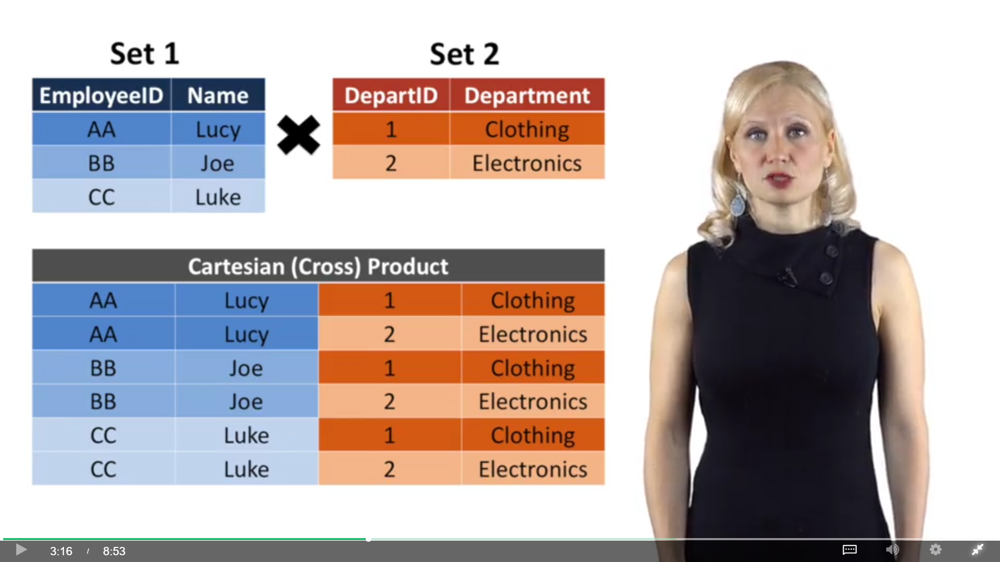 Set 1
Set 2
EmployeeID Name
AA Lucy
BB Joe
CC Luke
DepartID Department
1 Clothing
2 Electronics
Cartesian (Cross) Product
AA Lucy 1 Clothing
AA Lucy 2 Electronics
BB Joe 1 Clothing
BB Joe 2 Electronics
CC Luke 1 Clothing
CC Luke 2 Electronics
3:16 / 8:53